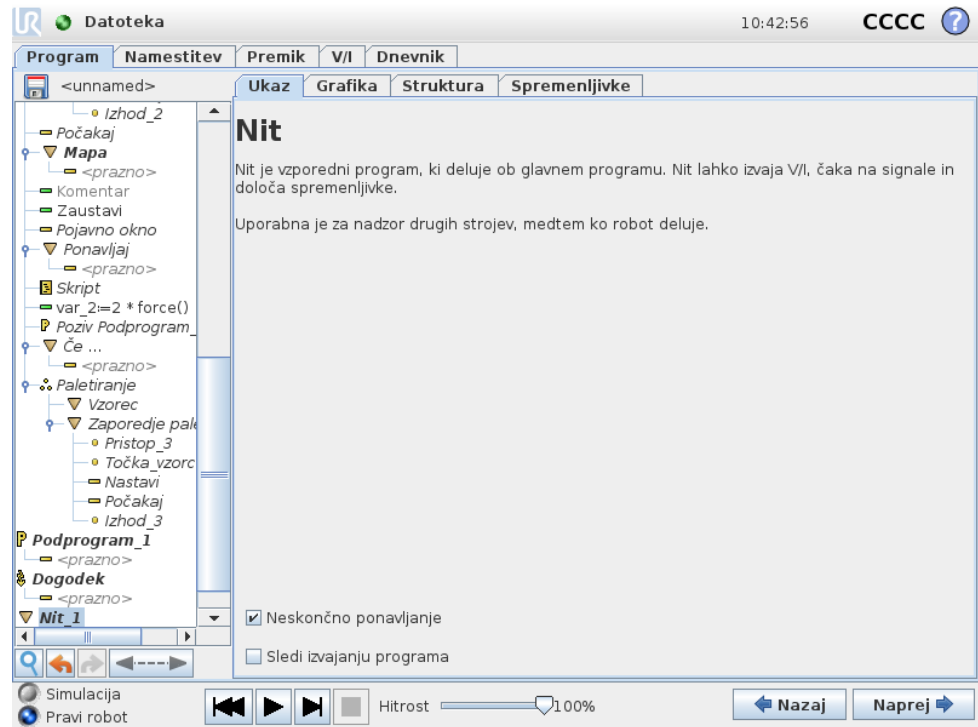 UR Datoteka 10:42:56 CCCC ?
Program Namestitev Premik V/I Dnevnik
<unnamed> Ukaz Grafika Struktura Spremenljivke
Izhod_2
Počakaj
Mapa
<prazno>
Komentar
Zaustavi
Pojavno okno
Ponavljaj
<prazno>
Skript
var_2:=2 * force()
Poziv Podprogram_
Če ...
<prazno>
Paletiranje
Vzorec
Zaporedje pale
Pristop_3
Točka_vzorc
Nastavi
Počakaj
Izhod_3
Podprogram_1
<prazno>
Dogodek
<prazno>
Nit_1
Nit
Nit je vzporedni program, ki deluje ob glavnem programu. Nit lahko izvaja V/I, čaka na signale in
določa spremenljivke.
Uporabna je za nadzor drugih strojev, medtem ko robot deluje.
Neskončno ponavljanje
Sledi izvajanju programa
Simulacija
Pravi robot
Hitrost 100%
Nazaj Naprej